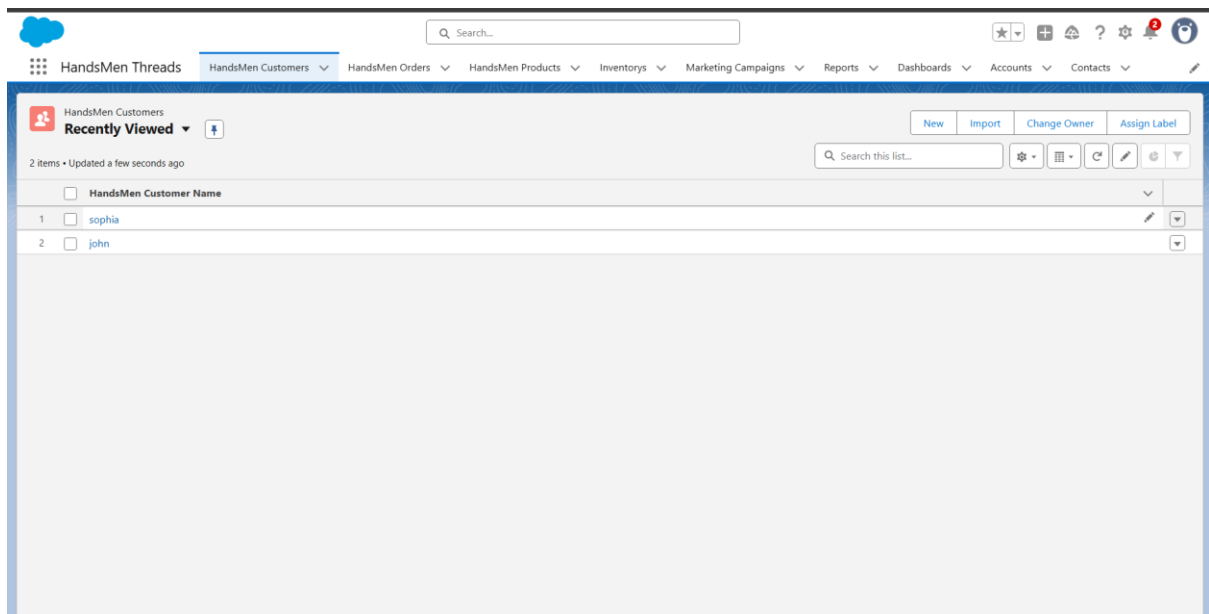 Search...
2
HandsMen Threads HandsMen Customers HandsMen Orders HandsMen Products Inventorys Marketing Campaigns Reports Dashboards Accounts Contacts
HandsMen Customers
Recently Viewed
New Import Change Owner Assign Label
2 items • Updated a few seconds ago
Search this list...
HandsMen Customer Name
1 sophia
2 john